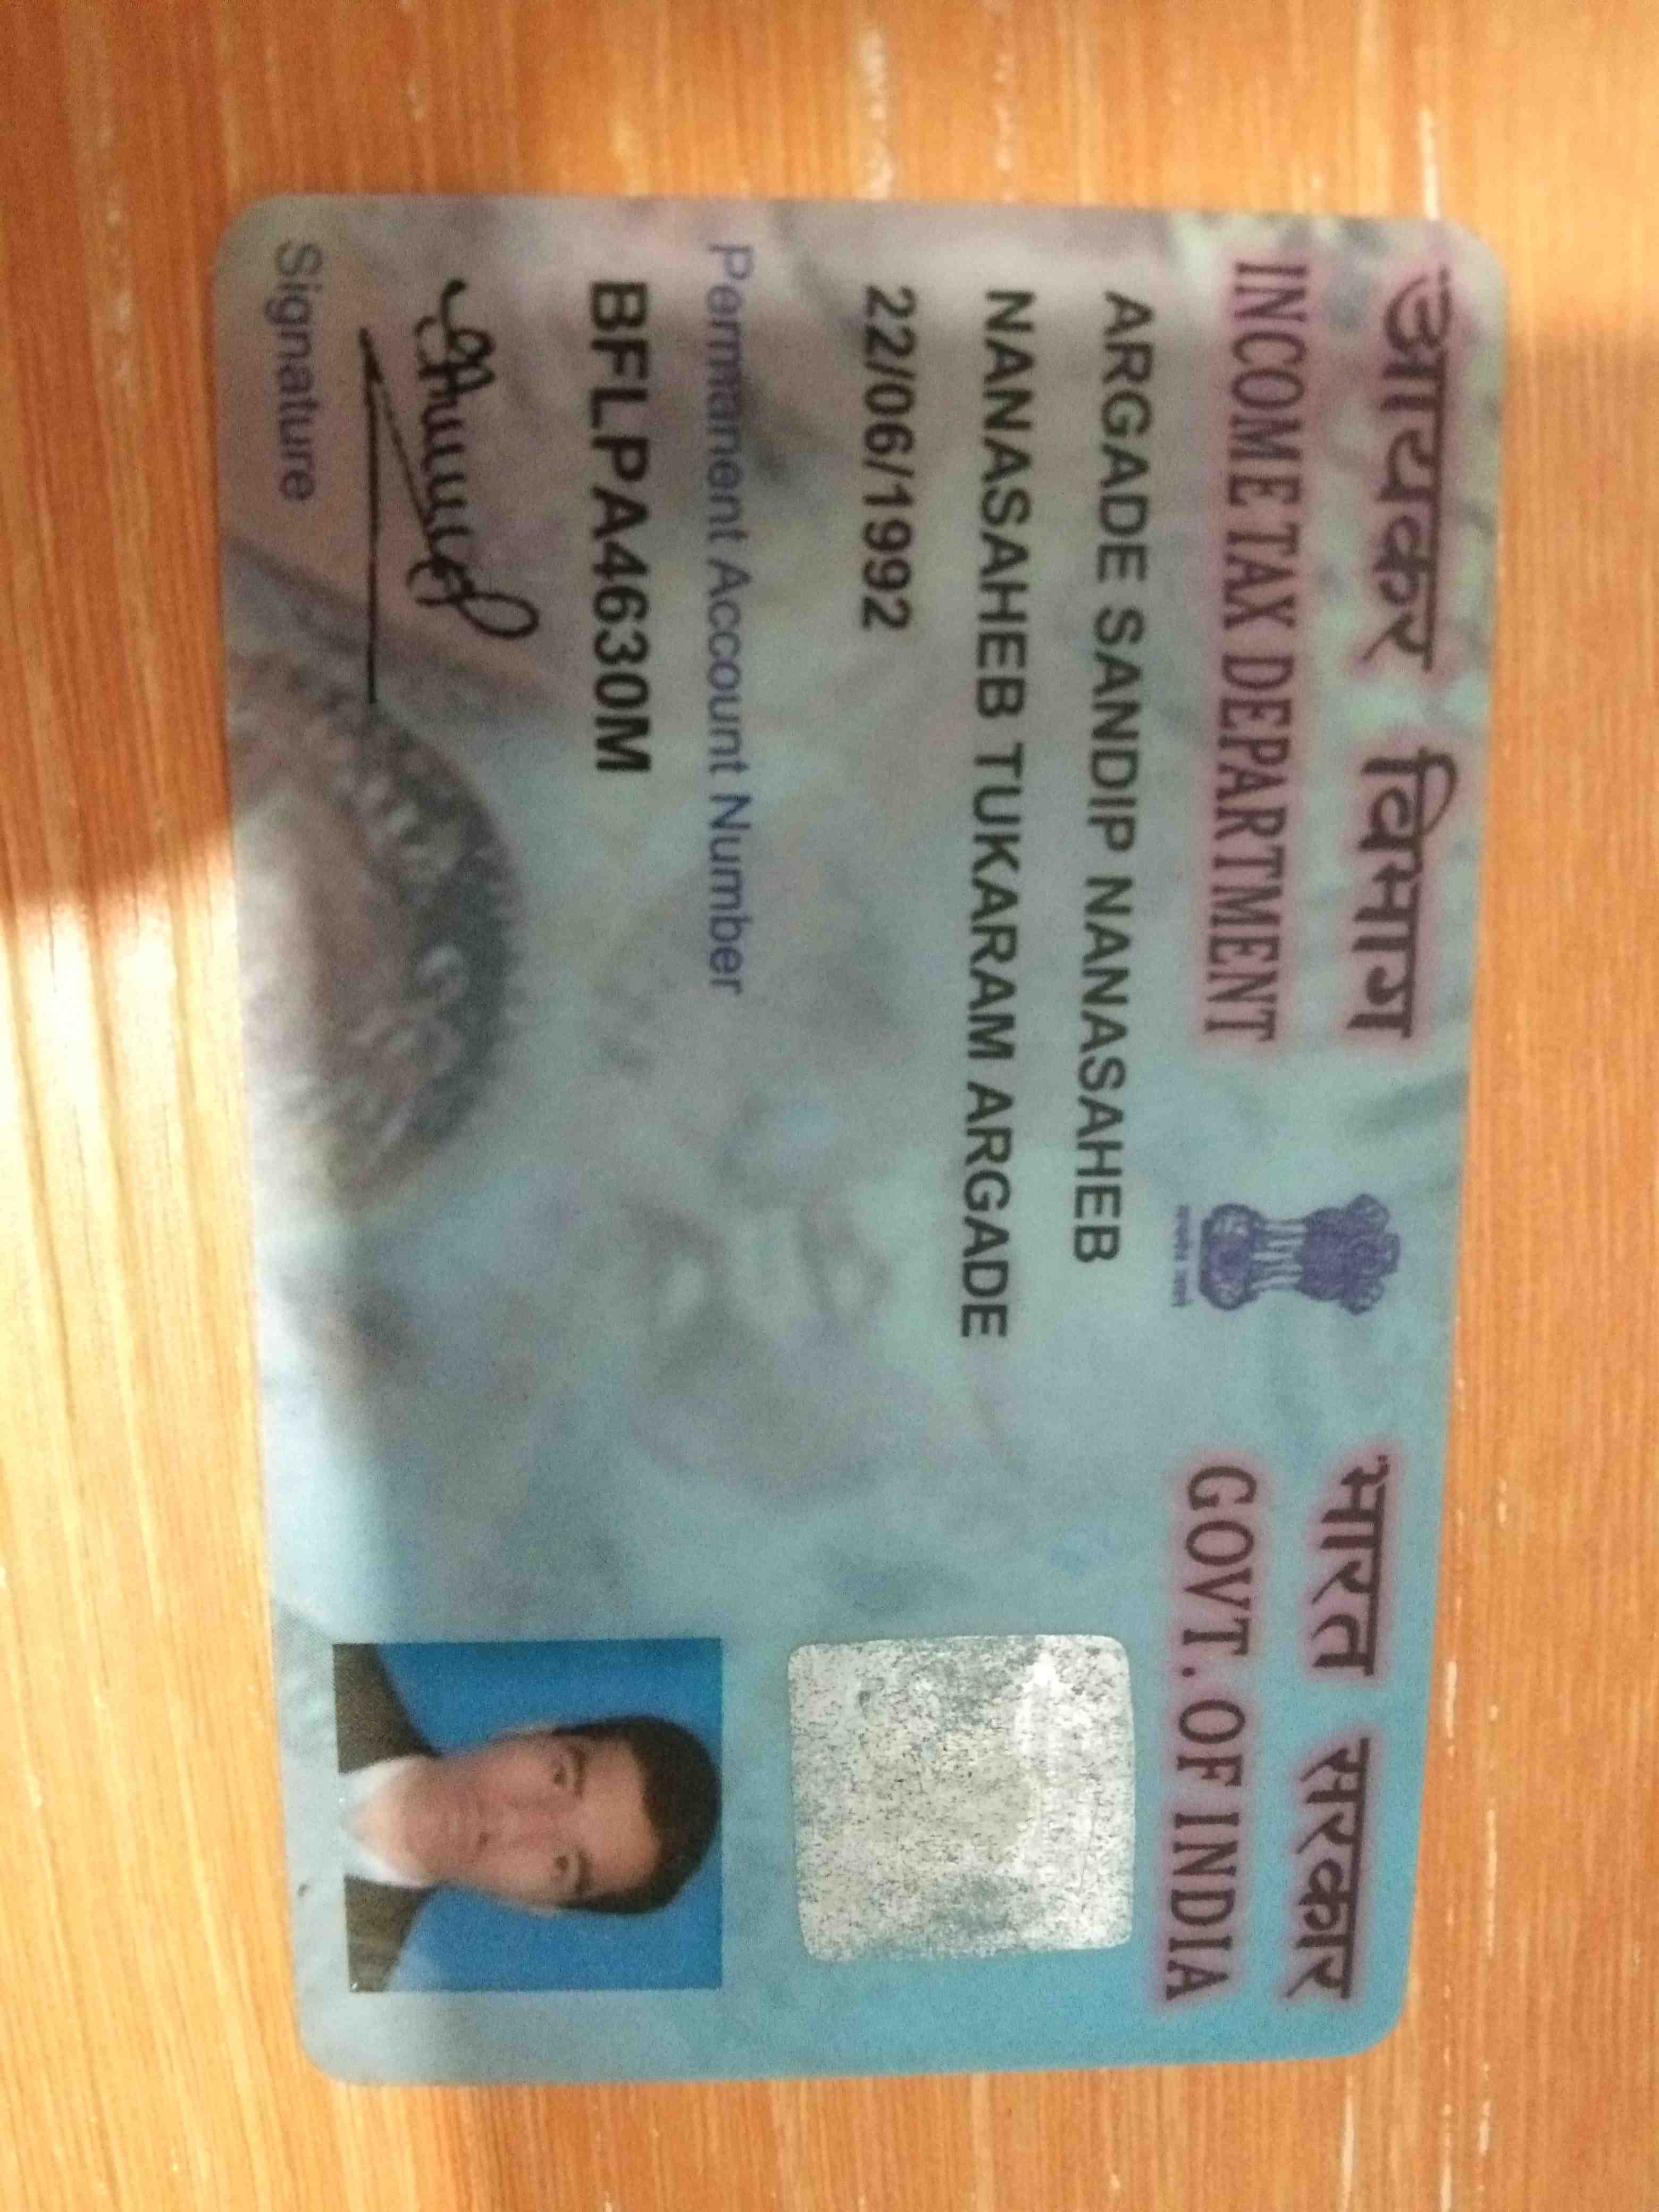 आयकर विभाग
INCOME TAX DEPARTMENT
भारत सरकार
GOVT. OF INDIA
ARGADE SANDIP NANASAHEB
NANASAHEB TUKARAM ARGADE
22/06/1992
Permanent Account Number
BFLPA4630M
Signature